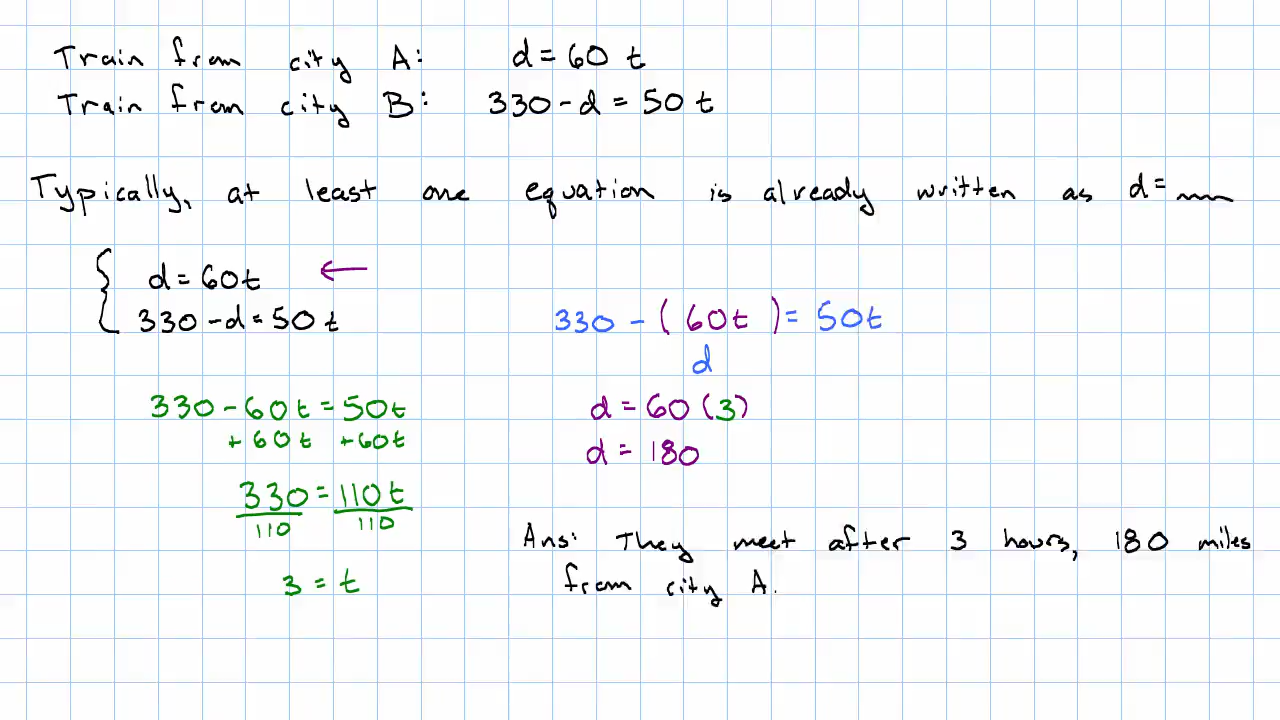 Train from city A: d = 60 t
Train from city B: 330 - d = 50 t
Typically, at least one equation is already written as d =
d = 60t ←
330 - d = 50 t
330 - ( 60t ) = 50t
d
330 - 60t = 50t
+ 60t + 60t
330 = 110 t
110 110
3 = t
d = 60 (3)
d = 180
Ans: They meet after 3 hours, 180 miles
from city A.